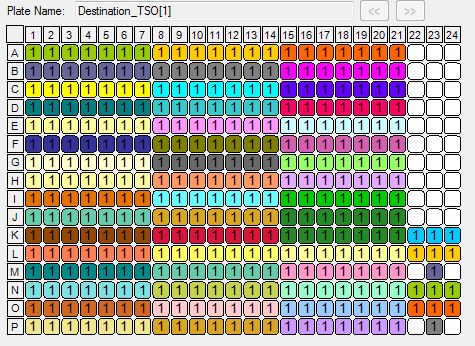 Plate Name: Destination_TSO[1] << >>
1 2 3 4 5 6 7 8 9 10 11 12 13 14 15 16 17 18 19 20 21 22 23 24
A 1 1 1 1 1 1 1 1 1 1 1 1 1 1 1 1 1 1 1 1 1
B 1 1 1 1 1 1 1 1 1 1 1 1 1 1 1 1 1 1 1 1 1
C 1 1 1 1 1 1 1 1 1 1 1 1 1 1 1 1 1 1 1 1 1
D 1 1 1 1 1 1 1 1 1 1 1 1 1 1 1 1 1 1 1 1 1
E 1 1 1 1 1 1 1 1 1 1 1 1 1 1 1 1 1 1 1 1 1
F 1 1 1 1 1 1 1 1 1 1 1 1 1 1 1 1 1 1 1 1 1
G 1 1 1 1 1 1 1 1 1 1 1 1 1 1 1 1 1 1 1 1 1
H 1 1 1 1 1 1 1 1 1 1 1 1 1 1 1 1 1 1 1 1 1
I 1 1 1 1 1 1 1 1 1 1 1 1 1 1 1 1 1 1 1 1 1
J 1 1 1 1 1 1 1 1 1 1 1 1 1 1 1 1 1 1 1 1 1
K 1 1 1 1 1 1 1 1 1 1 1 1 1 1 1 1 1 1 1 1 1 1 1 1
L 1 1 1 1 1 1 1 1 1 1 1 1 1 1 1 1 1 1 1 1 1 1 1 1
M 1 1 1 1 1 1 1 1 1 1 1 1 1 1 1 1 1 1 1 1 1 1
N 1 1 1 1 1 1 1 1 1 1 1 1 1 1 1 1 1 1 1 1 1 1 1 1
O 1 1 1 1 1 1 1 1 1 1 1 1 1 1 1 1 1 1 1 1 1 1 1 1
P 1 1 1 1 1 1 1 1 1 1 1 1 1 1 1 1 1 1 1 1 1 1